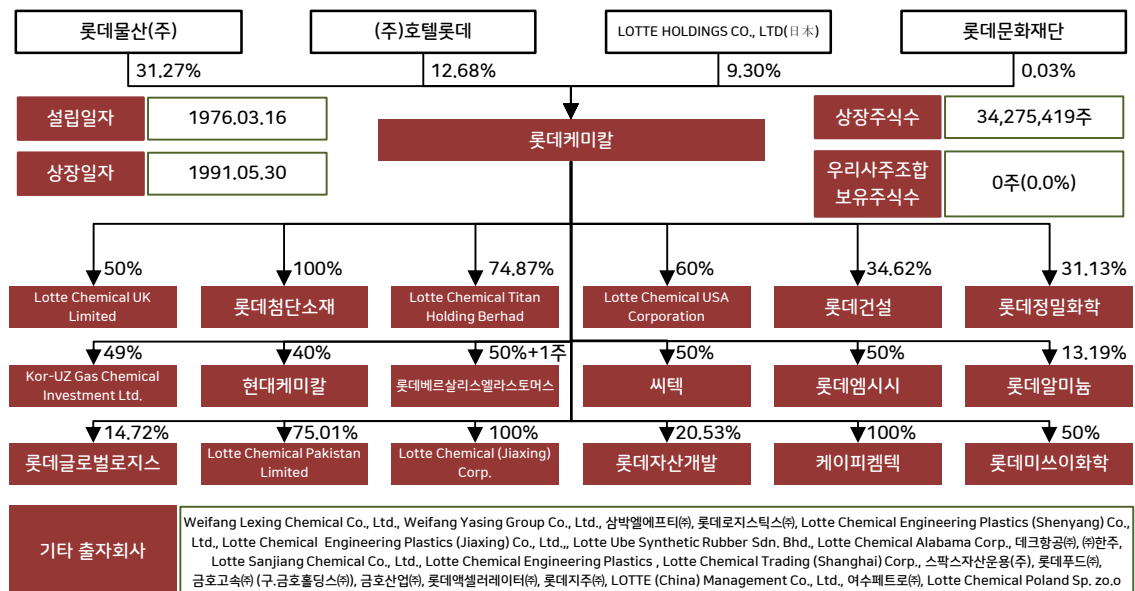 롯데물산(주)
(주)호텔롯데
LOTTE HOLDINGS CO., LTD(日本)
롯데문화재단
31.27%
12.68%
9.30%
0.03%
설립일자
1976.03.16
상장일자
1991.05.30
롯데케미칼
상장주식수
34,275,419주
우리사주조합
보유주식수
0주(0.0%)
50%
100%
74.87%
60%
34.62%
31.13%
Lotte Chemical UK
Limited
롯데첨단소재
Lotte Chemical Titan
Holding Berhad
Lotte Chemical USA
Corporation
롯데건설
롯데정밀화학
49%
40%
50%+1주
50%
50%
13.19%
Kor-UZ Gas Chemical
Investment Ltd.
현대케미칼
롯데베르살리스엘라스토머스
씨텍
롯데엠시시
롯데알미늄
14.72%
75.01%
100%
20.53%
100%
50%
롯데글로벌로지스
Lotte Chemical Pakistan
Limited
Lotte Chemical (Jiaxing)
Corp.
롯데자산개발
케이피켐텍
롯데미쓰이화학
기타 출자회사
Weifang Lexing Chemical Co., Ltd., Weifang Yasing Group Co., Ltd., 삼박엘에프티㈜, 롯데로지스틱스㈜, Lotte Chemical Engineering Plastics (Shenyang) Co.,
Ltd., Lotte Chemical Engineering Plastics (Jiaxing) Co., Ltd.,, Lotte Ube Synthetic Rubber Sdn. Bhd., Lotte Chemical Alabama Corp., 데크항공㈜, ㈜한주,
Lotte Sanjiang Chemical Co., Ltd., Lotte Chemical Engineering Plastics , Lotte Chemical Trading (Shanghai) Corp., 스팍스자산운용(주), 롯데푸드㈜,
금호고속㈜ (구.금호홀딩스㈜), 금호산업㈜, 롯데액셀러레이터㈜, 롯데지주㈜, LOTTE (China) Management Co., Ltd., 여수페트로㈜, Lotte Chemical Poland Sp. zo.o